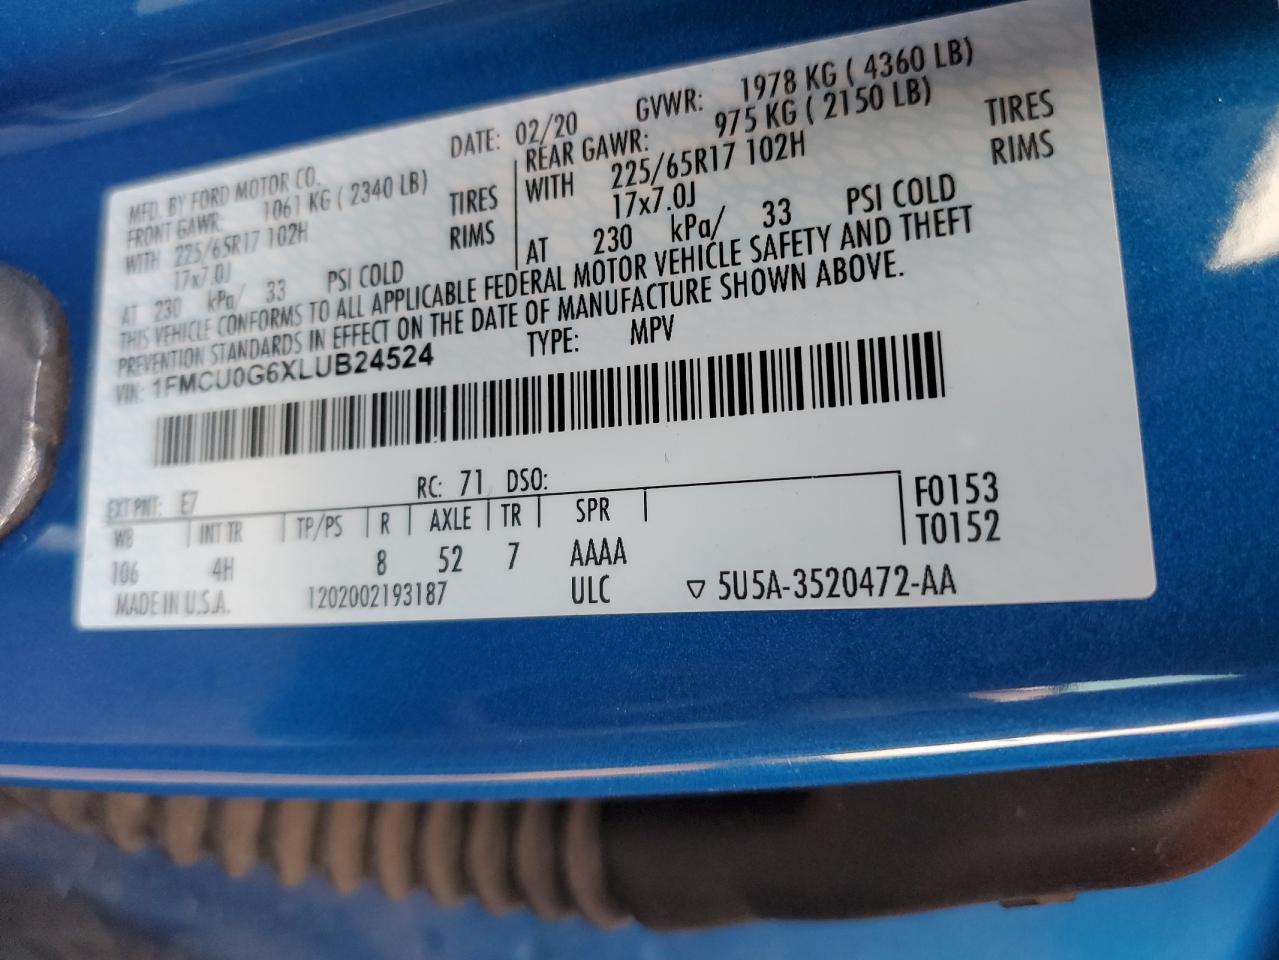 MFD. BY FORD MOTOR CO.
DATE: 02/20 GVWR: 1978 KG ( 4360 LB)
FRONT GAWR: 1061 KG ( 2340 LB)
WITH 225/65R17 102H TIRES
17x7.0J RIMS
AT 230 kPa/ 33 PSI COLD
REAR GAWR: 975 KG ( 2150 LB)
WITH 225/65R17 102H TIRES
17x7.0J RIMS
AT 230 kPa/ 33 PSI COLD
THIS VEHICLE CONFORMS TO ALL APPLICABLE FEDERAL MOTOR VEHICLE SAFETY AND THEFT
PREVENTION STANDARDS IN EFFECT ON THE DATE OF MANUFACTURE SHOWN ABOVE.
VIN: 1FMCU0G6XLUB24524 TYPE: MPV
EXT PNT: E7 RC: 71 DSO:
WB INT TR TP/PS R AXLE TR SPR F0153
T0152
106 4H 8 52 7 AAAA
MADE IN U.S.A. 1202002193187 ULC ▽ 5U5A-3520472-AA